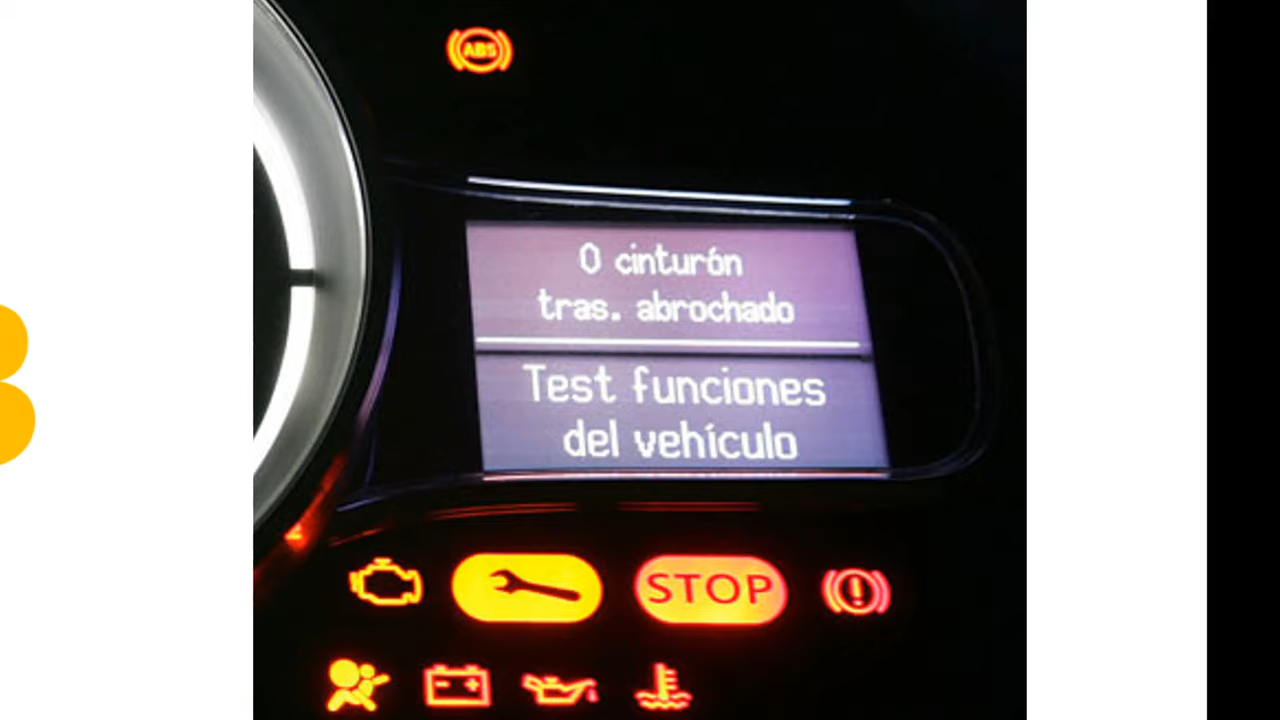 ABS
0 cinturón
tras. abrochado
Test funciones
del vehículo
STOP